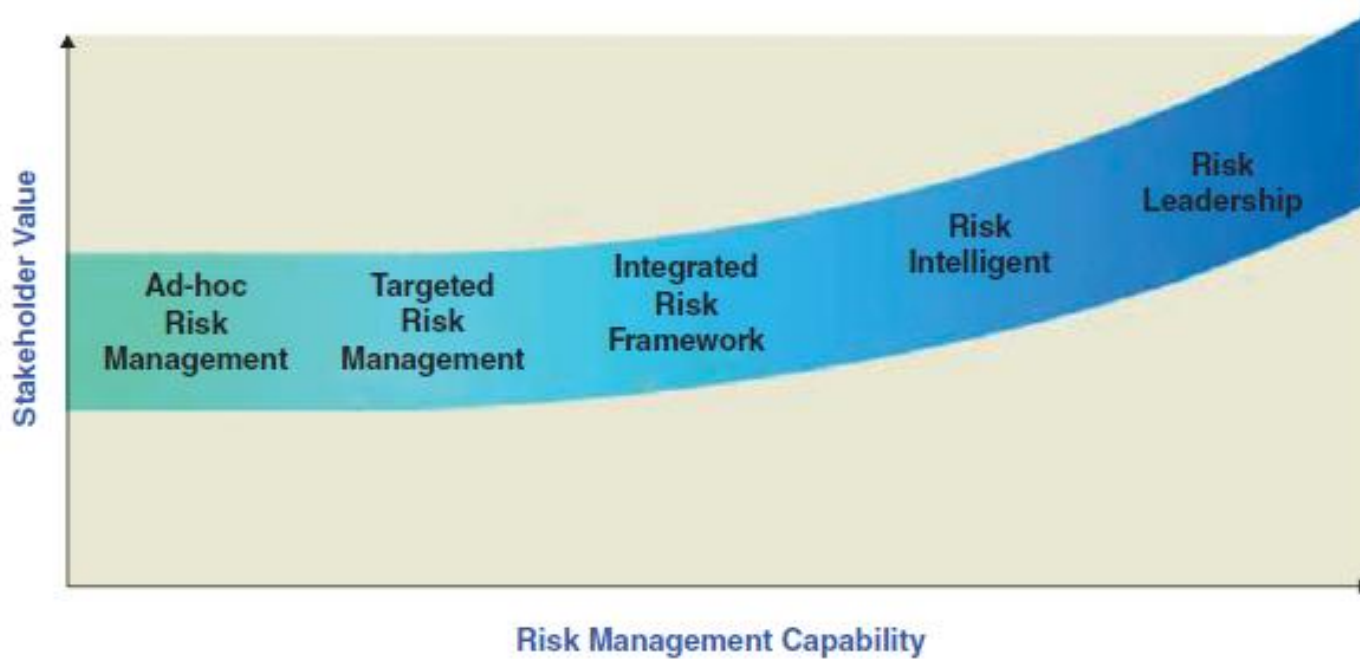 Stakeholder Value
Ad-hoc
Risk
Management
Targeted
Risk
Management
Integrated
Risk
Framework
Risk
Intelligent
Risk
Leadership
Risk Management Capability